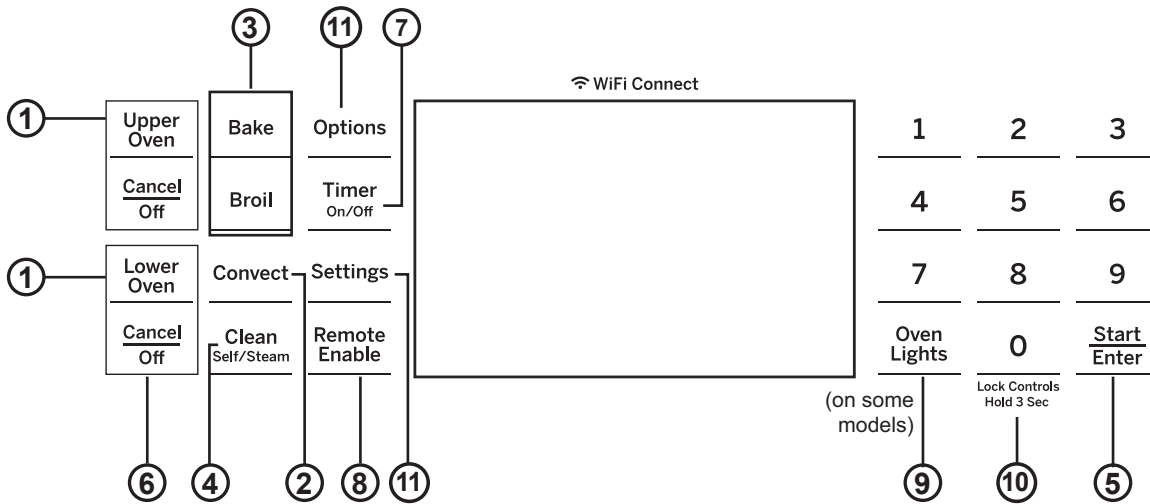 3
11
7
WiFi Connect
1
Upper
Oven
Bake
Options
1
2
3
Cancel
Off
Broil
Timer
On/Off
4
5
6
1
Lower
Oven
Convect
Settings
7
8
9
Cancel
Off
Clean
Self/Steam
Remote
Enable
Oven
Lights
0
Start
Enter
Lock Controls
Hold 3 Sec
(on some
models)
6
4
2
8
11
9
10
5